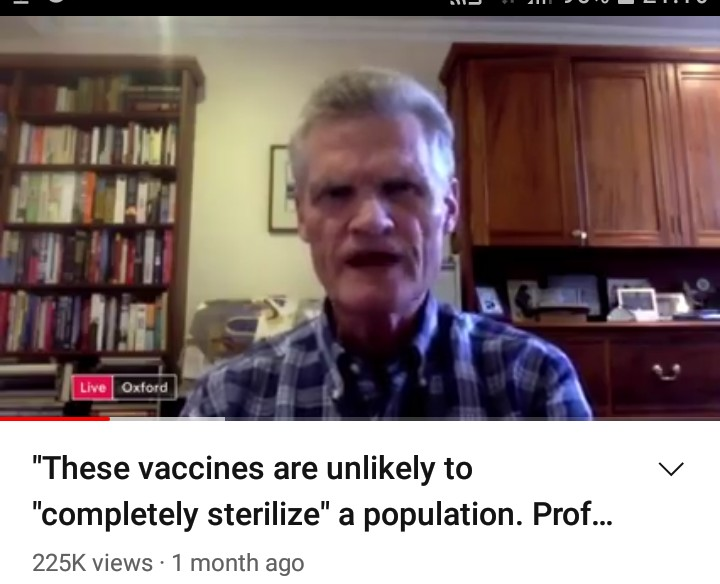 Live Oxford
"These vaccines are unlikely to
"completely sterilize" a population. Prof...
225K views · 1 month ago